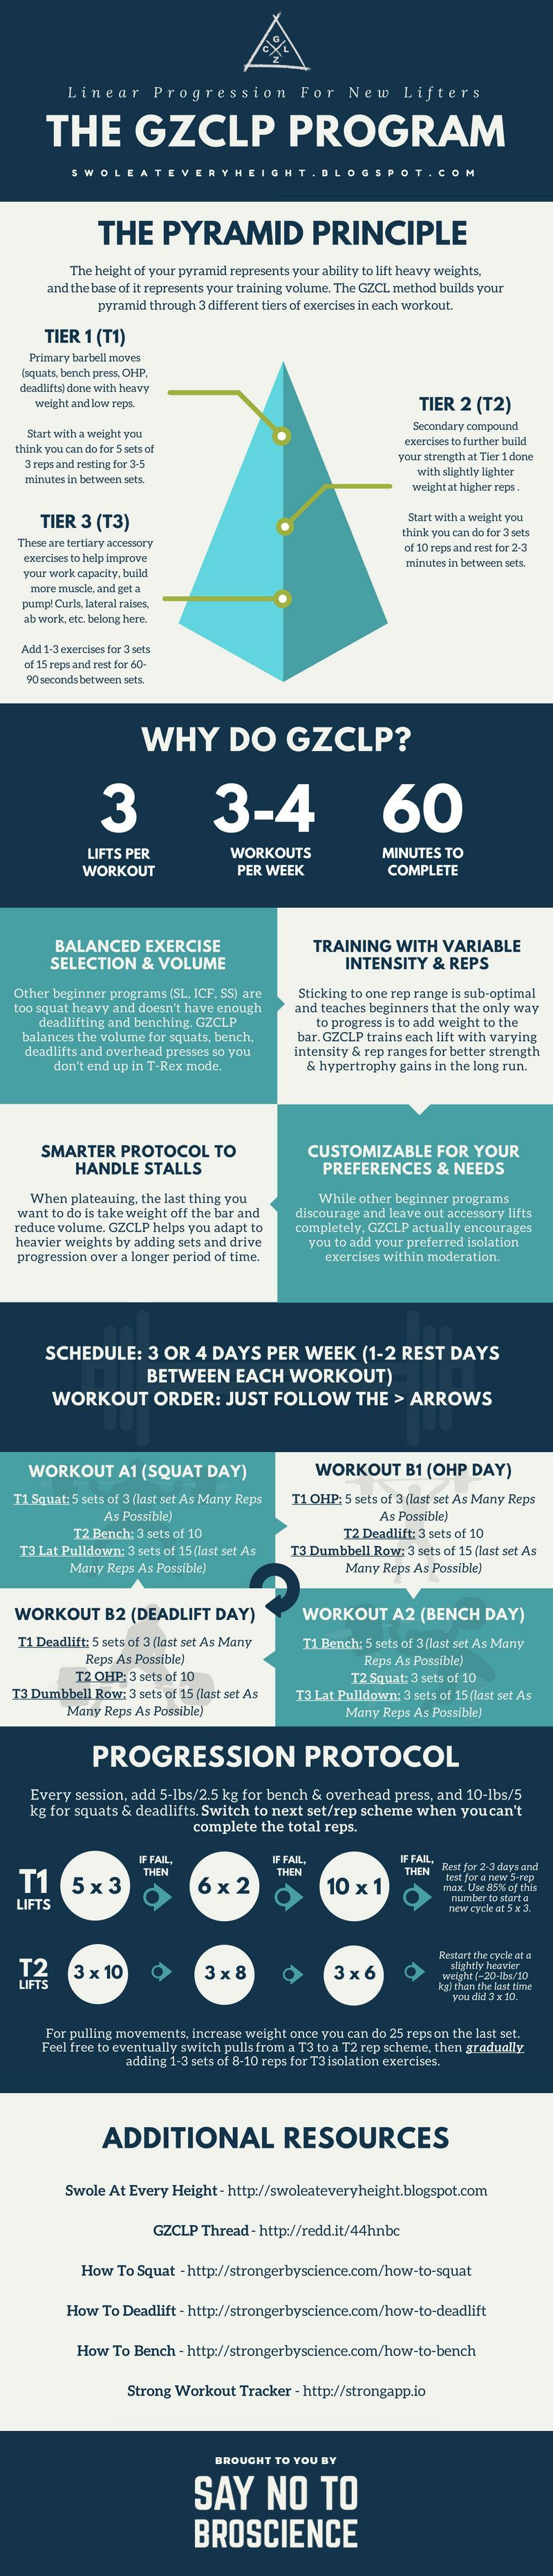 G
C L
Z
Linear Progression For New Lifters
THE GZCLP PROGRAM
SWOLEATEVERYHEIGHT.BLOGSPOT.COM
THE PYRAMID PRINCIPLE
The height of your pyramid represents your ability to lift heavy weights,
and the base of it represents your training volume. The GZCL method builds your
pyramid through 3 different tiers of exercises in each workout.
TIER 1 (T1)
Primary barbell moves
(squats, bench press, OHP,
deadlifts) done with heavy
weight and low reps.
Start with a weight you
think you can do for 5 sets of
3 reps and resting for 3-5
minutes in between sets.
TIER 2 (T2)
Secondary compound
exercises to further build
your strength at Tier 1 done
with slightly lighter
weight at higher reps .
Start with a weight you
think you can do for 3 sets
of 10 reps and rest for 2-3
minutes in between sets.
TIER 3 (T3)
These are tertiary accessory
exercises to help improve
your work capacity, build
more muscle, and get a
pump! Curls, lateral raises,
ab work, etc. belong here.
Add 1-3 exercises for 3 sets
of 15 reps and rest for 60-
90 seconds between sets.
WHY DO GZCLP?
3
LIFTS PER
WORKOUT
3-4
WORKOUTS
PER WEEK
60
MINUTES TO
COMPLETE
BALANCED EXERCISE
SELECTION & VOLUME
Other beginner programs (SL, ICF, SS) are
too squat heavy and doesn't have enough
deadlifting and benching. GZCLP
balances the volume for squats, bench,
deadlifts and overhead presses so you
don't end up in T-Rex mode.
TRAINING WITH VARIABLE
INTENSITY & REPS
Sticking to one rep range is sub-optimal
and teaches beginners that the only way
to progress is to add weight to the
bar. GZCLP trains each lift with varying
intensity & rep ranges for better strength
& hypertrophy gains in the long run.
SMARTER PROTOCOL TO
HANDLE STALLS
When plateauing, the last thing you
want to do is take weight off the bar and
reduce volume. GZCLP helps you adapt to
heavier weights by adding sets and drive
progression over a longer period of time.
CUSTOMIZABLE FOR YOUR
PREFERENCES & NEEDS
While other beginner programs
discourage and leave out accessory lifts
completely, GZCLP actually encourages
you to add your preferred isolation
exercises within moderation.
SCHEDULE: 3 OR 4 DAYS PER WEEK (1-2 REST DAYS
BETWEEN EACH WORKOUT)
WORKOUT ORDER: JUST FOLLOW THE > ARROWS
WORKOUT A1 (SQUAT DAY)
T1 Squat: 5 sets of 3 (last set As Many Reps
As Possible)
T2 Bench: 3 sets of 10
T3 Lat Pulldown: 3 sets of 15 (last set As
Many Reps As Possible)
WORKOUT B1 (OHP DAY)
T1 OHP: 5 sets of 3 (last set As Many Reps
As Possible)
T2 Deadlift: 3 sets of 10
T3 Dumbbell Row: 3 sets of 15 (last set As
Many Reps As Possible)
WORKOUT B2 (DEADLIFT DAY)
T1 Deadlift: 5 sets of 3 (last set As Many
Reps As Possible)
T2 OHP: 3 sets of 10
T3 Dumbbell Row: 3 sets of 15 (last set As
Many Reps As Possible)
WORKOUT A2 (BENCH DAY)
T1 Bench: 5 sets of 3 (last set As Many
Reps As Possible)
T2 Squat: 3 sets of 10
T3 Lat Pulldown: 3 sets of 15 (last set As
Many Reps As Possible)
PROGRESSION PROTOCOL
Every session, add 5-lbs/2.5 kg for bench & overhead press, and 10-lbs/5
kg for squats & deadlifts. Switch to next set/rep scheme when you can't
complete the total reps.
T1
LIFTS
5 x 3
IF FAIL,
THEN
6 x 2
IF FAIL,
THEN
10 x 1
IF FAIL,
THEN
Rest for 2-3 days and
test for a new 5-rep
max. Use 85% of this
number to start a
new cycle at 5 x 3.
T2
LIFTS
3 x 10
3 x 8
3 x 6
Restart the cycle at a
slightly heavier
weight (~20-lbs/10
kg) than the last time
you did 3 x 10.
For pulling movements, increase weight once you can do 25 reps on the last set.
Feel free to eventually switch pulls from a T3 to a T2 rep scheme, then gradually
adding 1-3 sets of 8-10 reps for T3 isolation exercises.
ADDITIONAL RESOURCES
Swole At Every Height - http://swoleateveryheight.blogspot.com
GZCLP Thread - http://redd.it/44hnbc
How To Squat - http://strongerbyscience.com/how-to-squat
How To Deadlift - http://strongerbyscience.com/how-to-deadlift
How To Bench - http://strongerbyscience.com/how-to-bench
Strong Workout Tracker - http://strongapp.io
BROUGHT TO YOU BY
SAY NO TO
BROSCIENCE